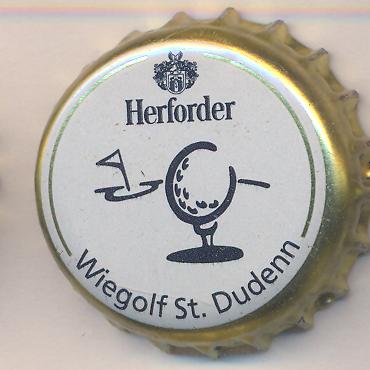 Herforder
Wiegolf St. Dudenn